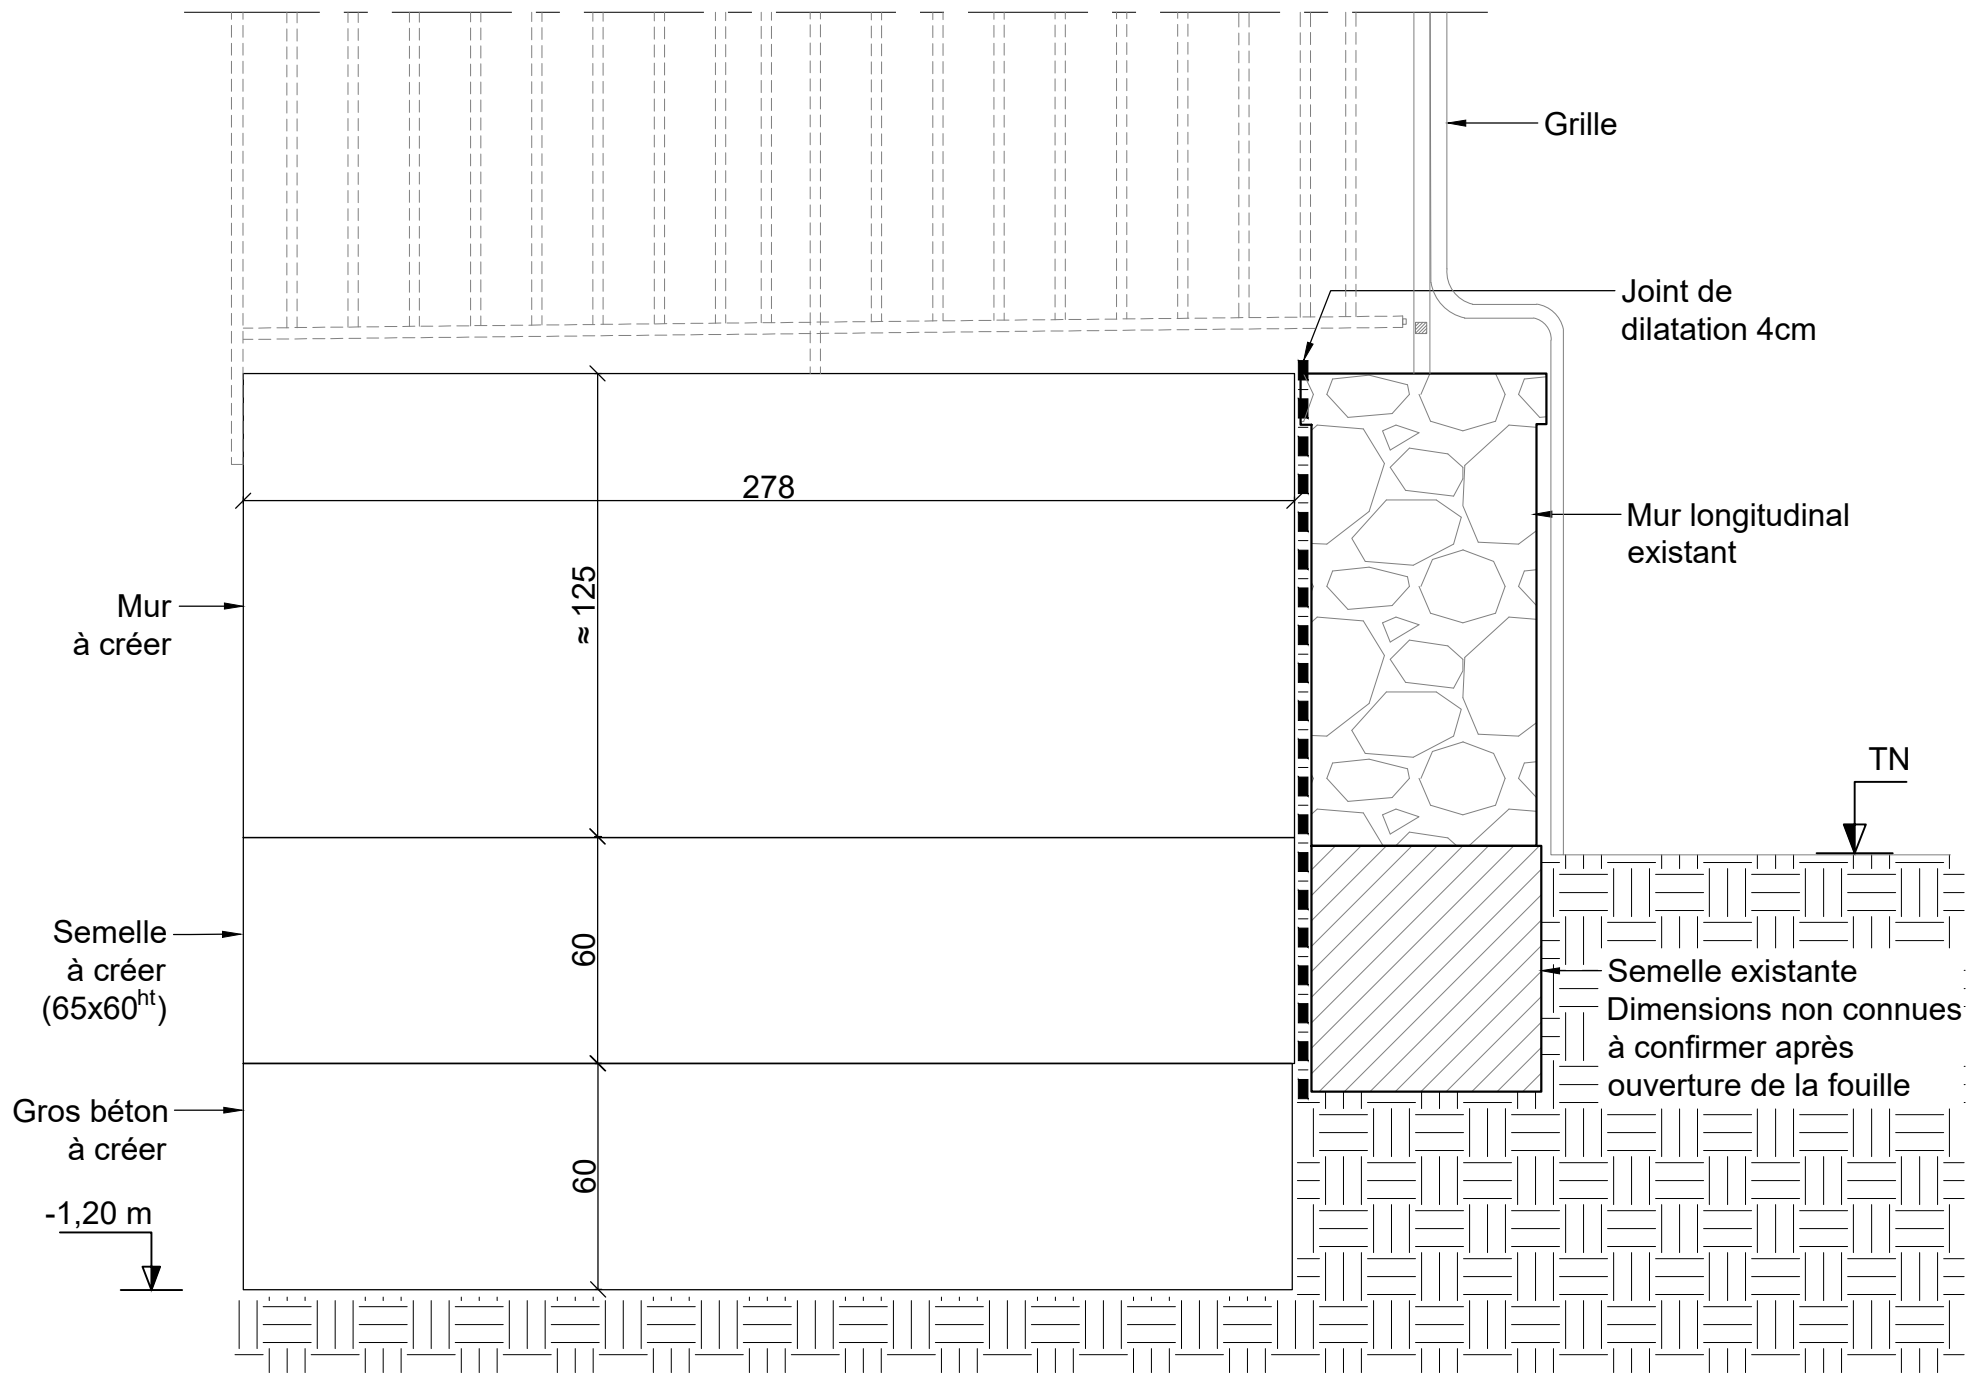 Grille
Joint de
dilatation 4cm
278
Mur longitudinal
existant
≈ 125
Mur
à créer
TN
Semelle
à créer
(65x60ht)
60
Semelle existante
Dimensions non connues
à confirmer après
ouverture de la fouille
Gros béton
à créer
60
-1,20 m